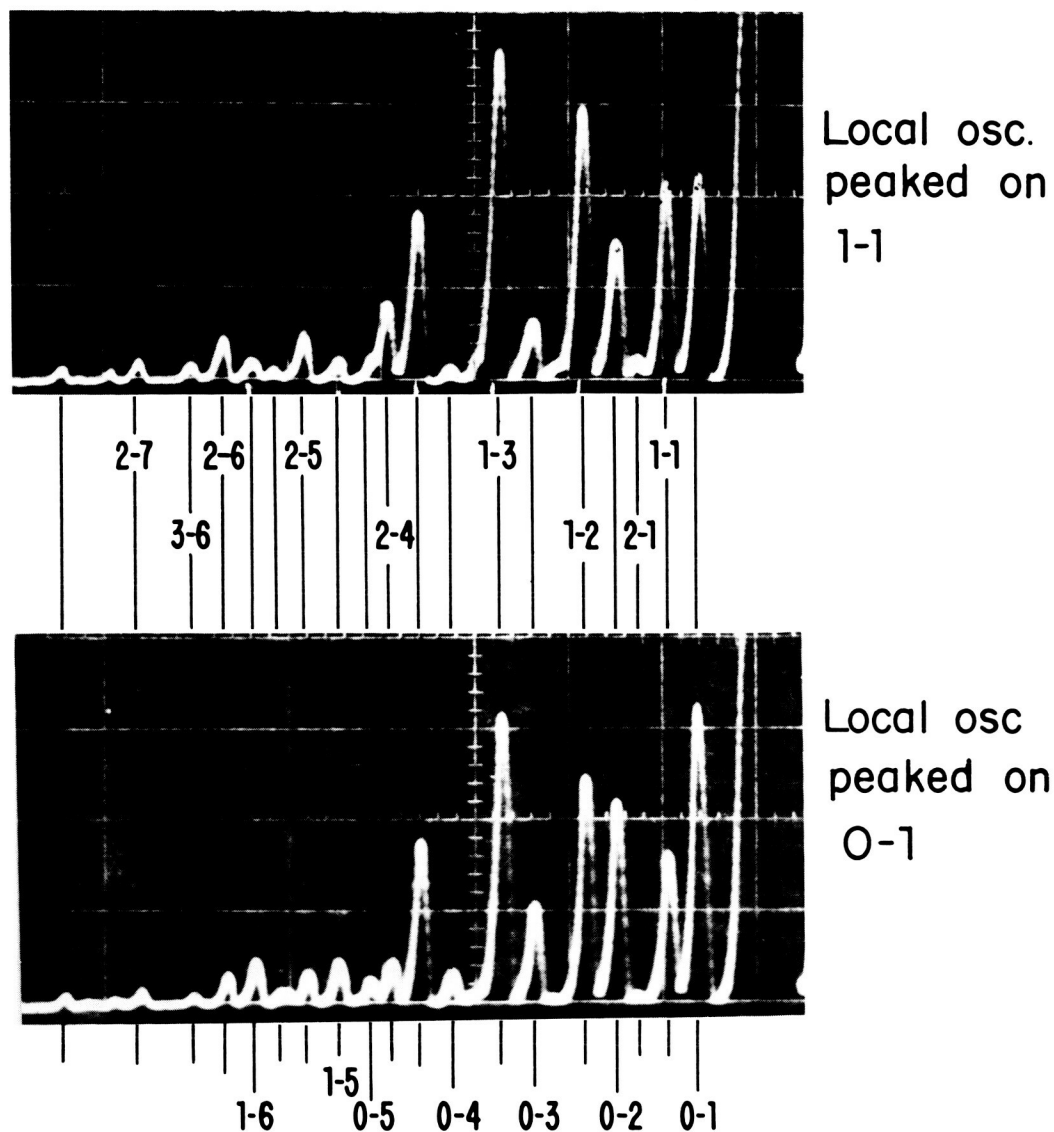 Local osc.
peaked on
1-1
2-7 2-6 2-5 1-3 1-1
3-6 2-4 1-2 2-1
Local osc
peaked on
0-1
1-5
1-6 0-5 0-4 0-3 0-2 0-1